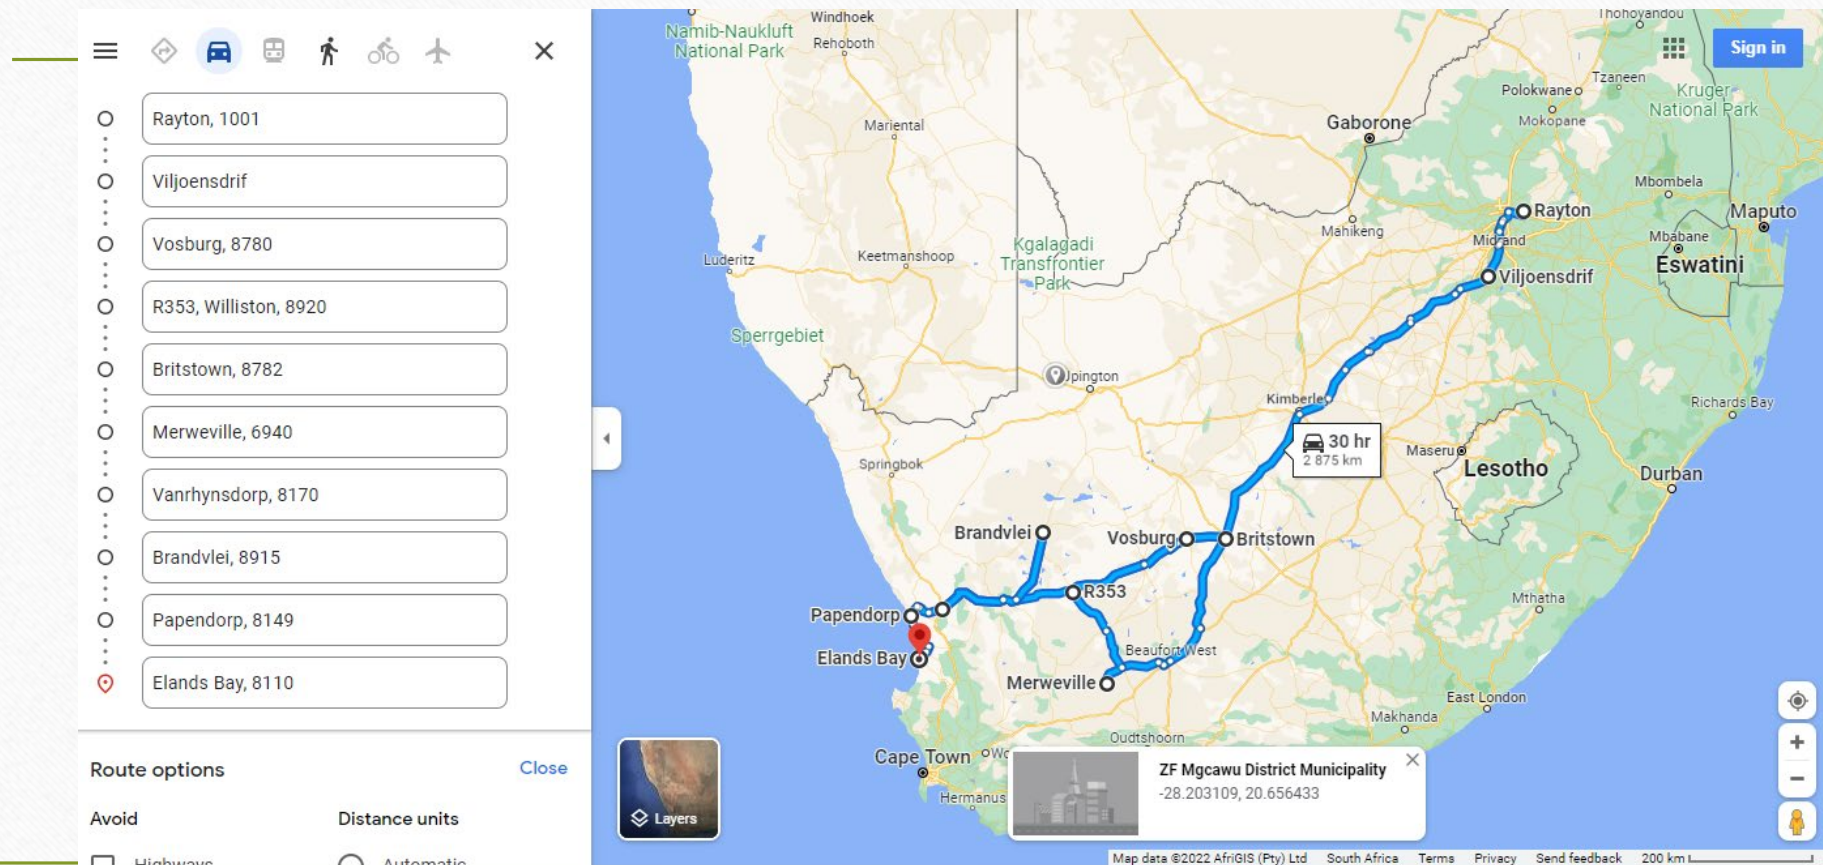 Rayton, 1001
Viljoensdrif
Vosburg, 8780
R353, Williston, 8920
Britstown, 8782
Merweville, 6940
Vanrhynsdorp, 8170
Brandvlei, 8915
Papendorp, 8149
Elands Bay, 8110
Route options
Close
Avoid
Distance units
Highways
Automatic
Windhoek
Namib-Naukluft
National Park
Rehoboth
Thohoyandou
Sign in
Tzaneen
Polokwane
Kruger
National Park
Mokopane
Gaborone
Mariental
Mbombela
Rayton
Maputo
Mahikeng
Midrand
Mbabane
Eswatini
Kgalagadi
Transfrontier
Park
Keetmanshoop
Luderitz
Viljoensdrif
Sperrgebiet
Upington
Kimberley
Richards Bay
30 hr
2 875 km
Maseru
Lesotho
Durban
Springbok
Brandvlei
Vosburg
Britstown
R353
Mthatha
Papendorp
Elands Bay
Beaufort West
Merweville
East London
Makhanda
Oudtshoorn
Cape Town
Hermanus
Layers
ZF Mgcawu District Municipality
-28.203109, 20.656433
Map data ©2022 AfriGIS (Pty) Ltd South Africa Terms Privacy Send feedback 200 km